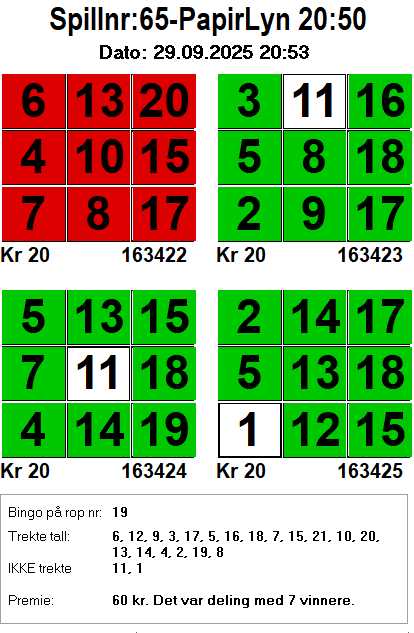 Spillnr:65-PapirLyn 20:50
Dato: 29.09.2025 20:53
6 13 20
4 10 15
7 8 17
Kr 20 163422
3 11 16
5 8 18
2 9 17
Kr 20 163423
5 13 15
7 11 18
4 14 19
Kr 20 163424
2 14 17
5 13 18
1 12 15
Kr 20 163425
Bingo på rop nr: 19
Trekte tall: 6, 12, 9, 3, 17, 5, 16, 18, 7, 15, 21, 10, 20,
13, 14, 4, 2, 19, 8
IKKE trekte 11, 1
Premie: 60 kr. Det var deling med 7 vinnere.